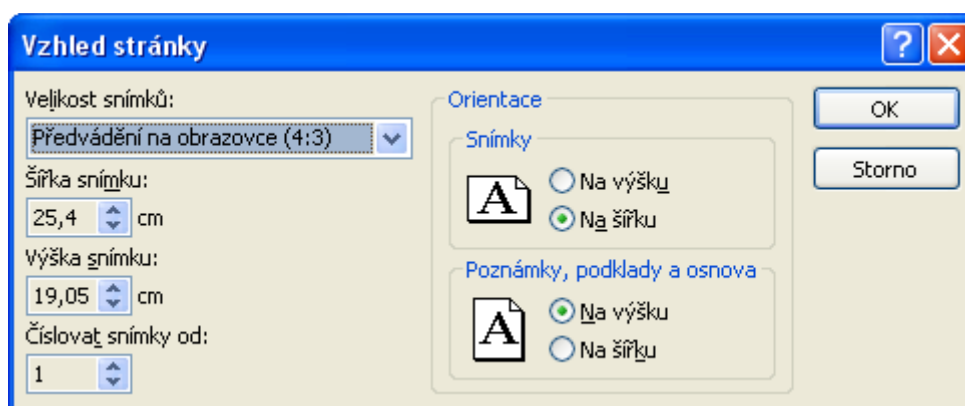 Vzhled stránky
Velikost snímků:
Předvádění na obrazovce (4:3)
Šířka snímku:
25,4 cm
Výška snímku:
19,05 cm
Číslovat snímky od:
1
Orientace
Snímky
A
Na výšku
Na šířku
Poznámky, podklady a osnova
A
Na výšku
Na šířku
?
OK
Storno